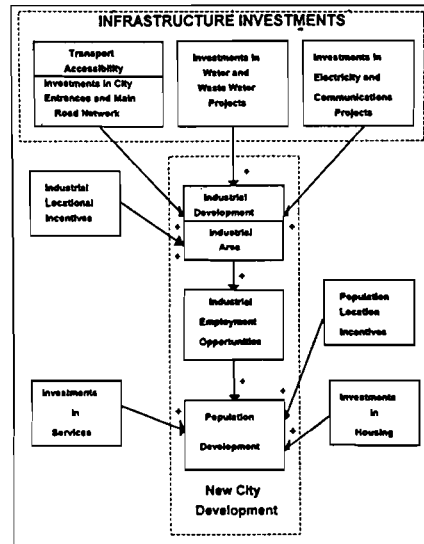 INFRASTRUCTURE INVESTMENTS
Transport
Accessibility
Investments in City
Entrances and Main
Road Network
Investments in
Water and
Waste Water
Projects
Investments in
Electricity and
Communications
Projects
+
Industrial
Locational
Incentives
Industrial
Development
+ +
Industrial
Area
+
+
Industrial
Employment
Opportunities
Population
Location
Incentives
+ +
Investments
in
Services
+
Population
Development
+
Investments
in
Housing
New City
Development